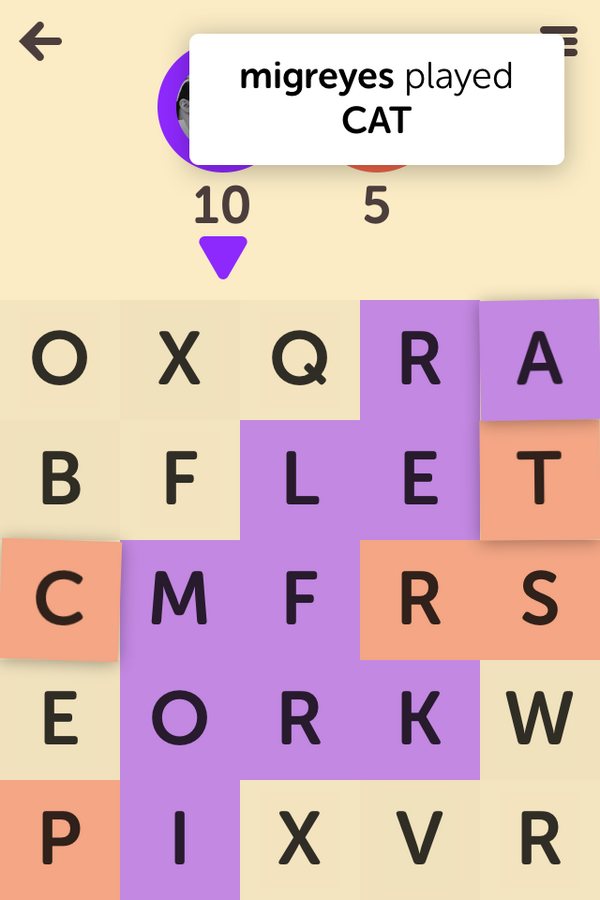 migreyes played
CAT
10 5
O X Q R A
B F L E T
C M F R S
E O R K W
P I X V R